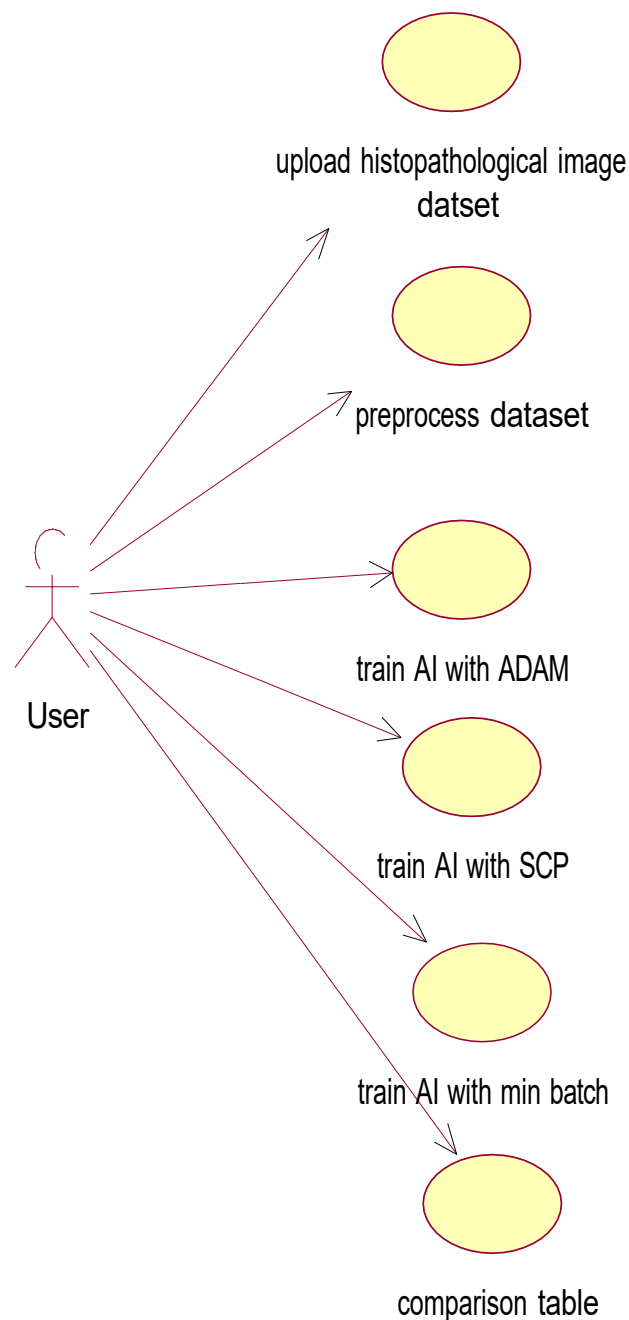 upload histopathological image
datset
preprocess dataset
train AI with ADAM
User
train AI with SCP
train AI with min batch
comparison table